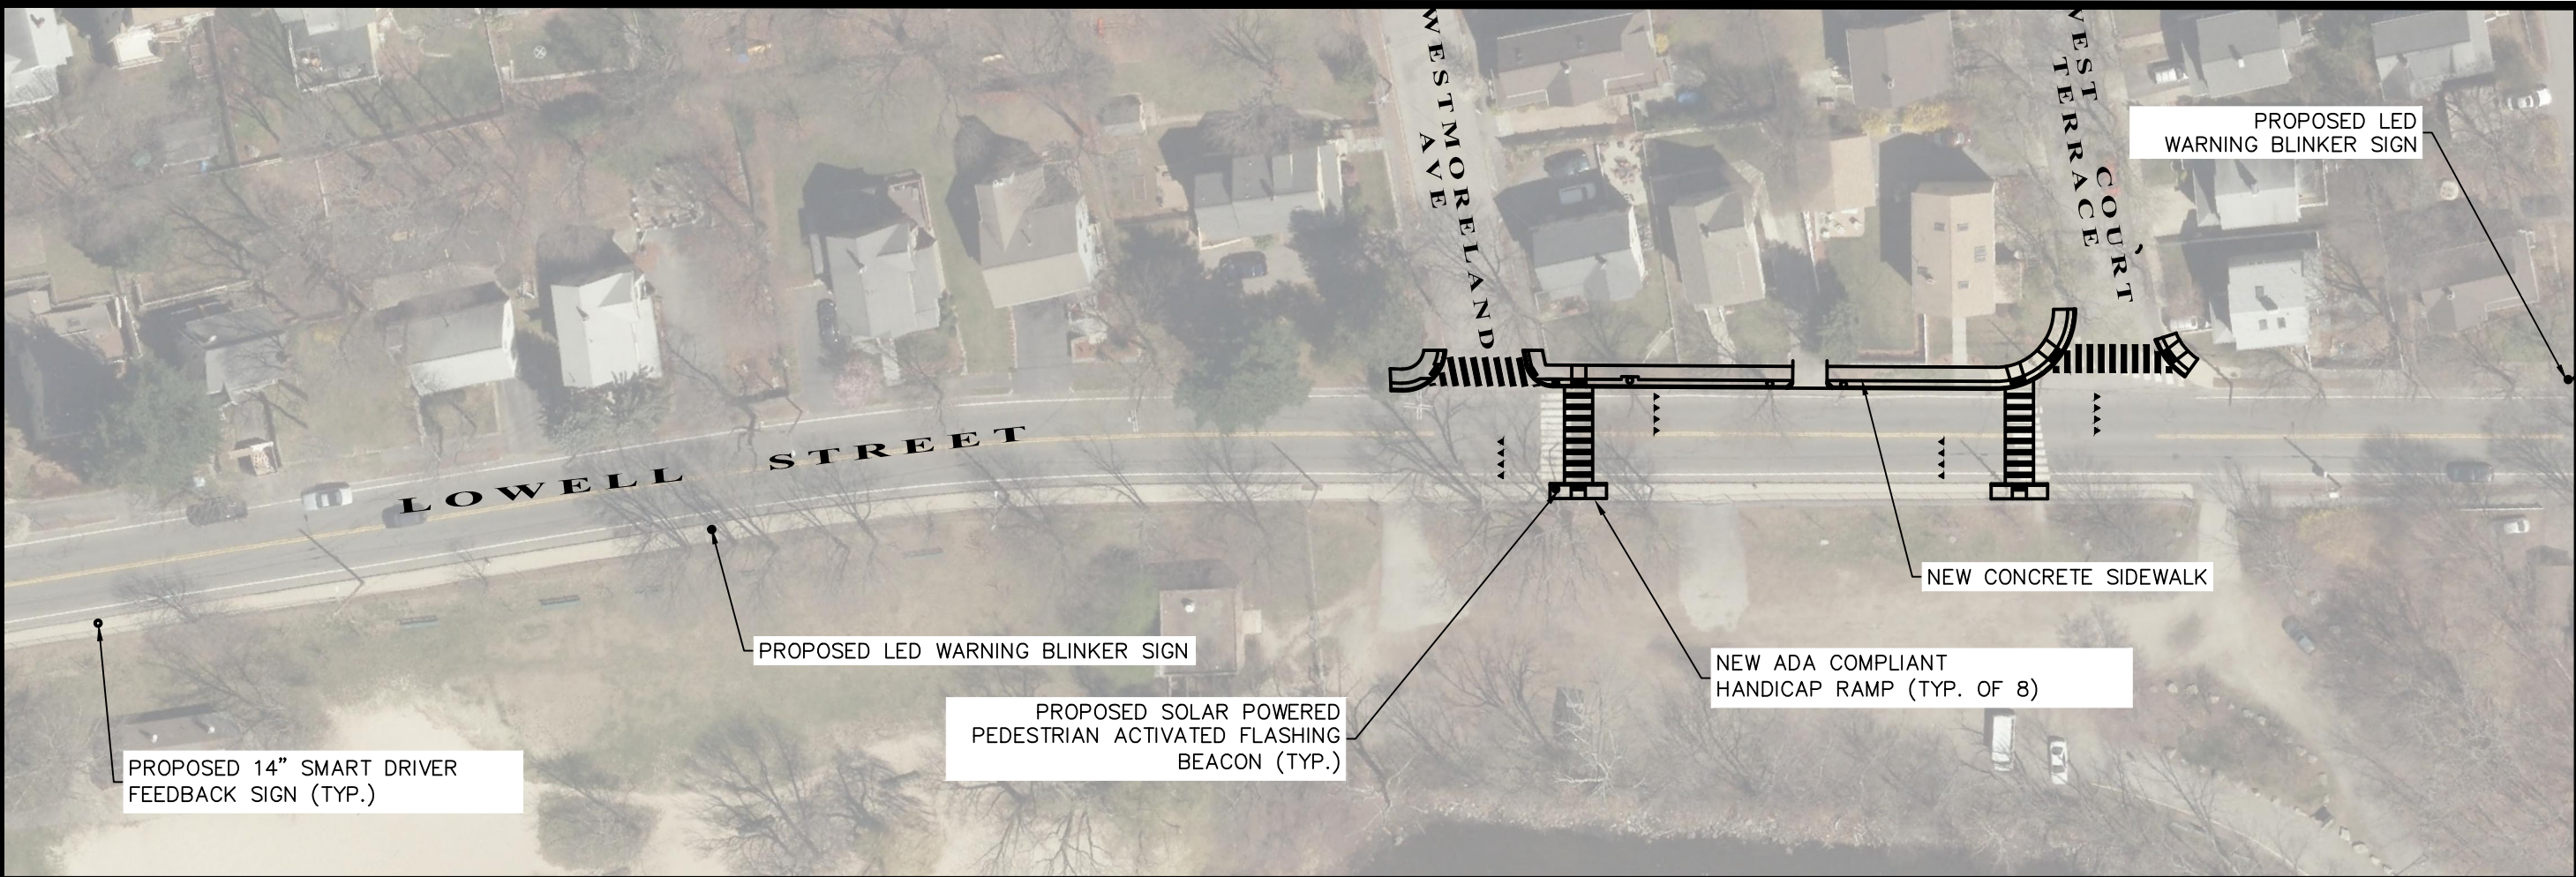 WESTMORELAND
AVE
WEST COURT
TERRACE
PROPOSED LED
WARNING BLINKER SIGN
LOWELL STREET
NEW CONCRETE SIDEWALK
PROPOSED LED WARNING BLINKER SIGN
NEW ADA COMPLIANT
HANDICAP RAMP (TYP. OF 8)
PROPOSED SOLAR POWERED
PEDESTRIAN ACTIVATED FLASHING
BEACON (TYP.)
PROPOSED 14” SMART DRIVER
FEEDBACK SIGN (TYP.)